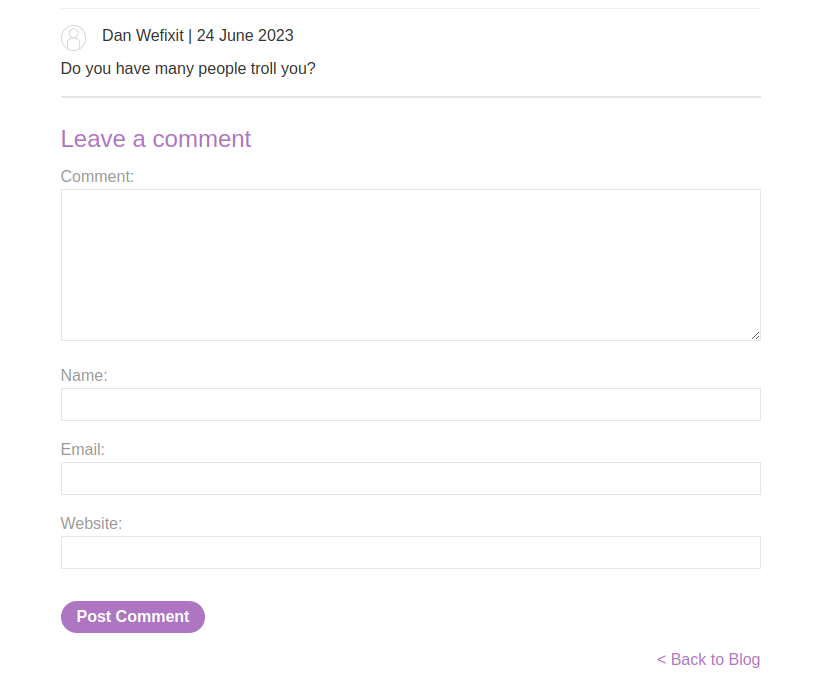 Dan Wefixit | 24 June 2023
Do you have many people troll you?
Leave a comment
Comment:
Name:
Email:
Website:
Post Comment
< Back to Blog